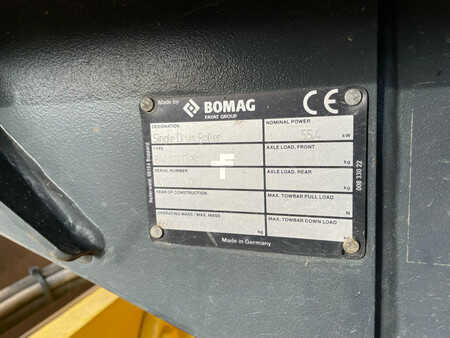 Made by BOMAG CE
FAYAT GROUP
DESIGNATION NOMINAL POWER
Single Drum Roller 55,4 kW
TYPE AXLE LOAD, FRONT
kg
SERIAL NUMBER AXLE LOAD, REAR
kg
YEAR OF CONSTRUCTION MAX. TOWBAR PULL LOAD
N
OPERATING MASS / MAX. MASS MAX. TOWBAR DOWN LOAD
kg
Made in Germany
008 330 22
F